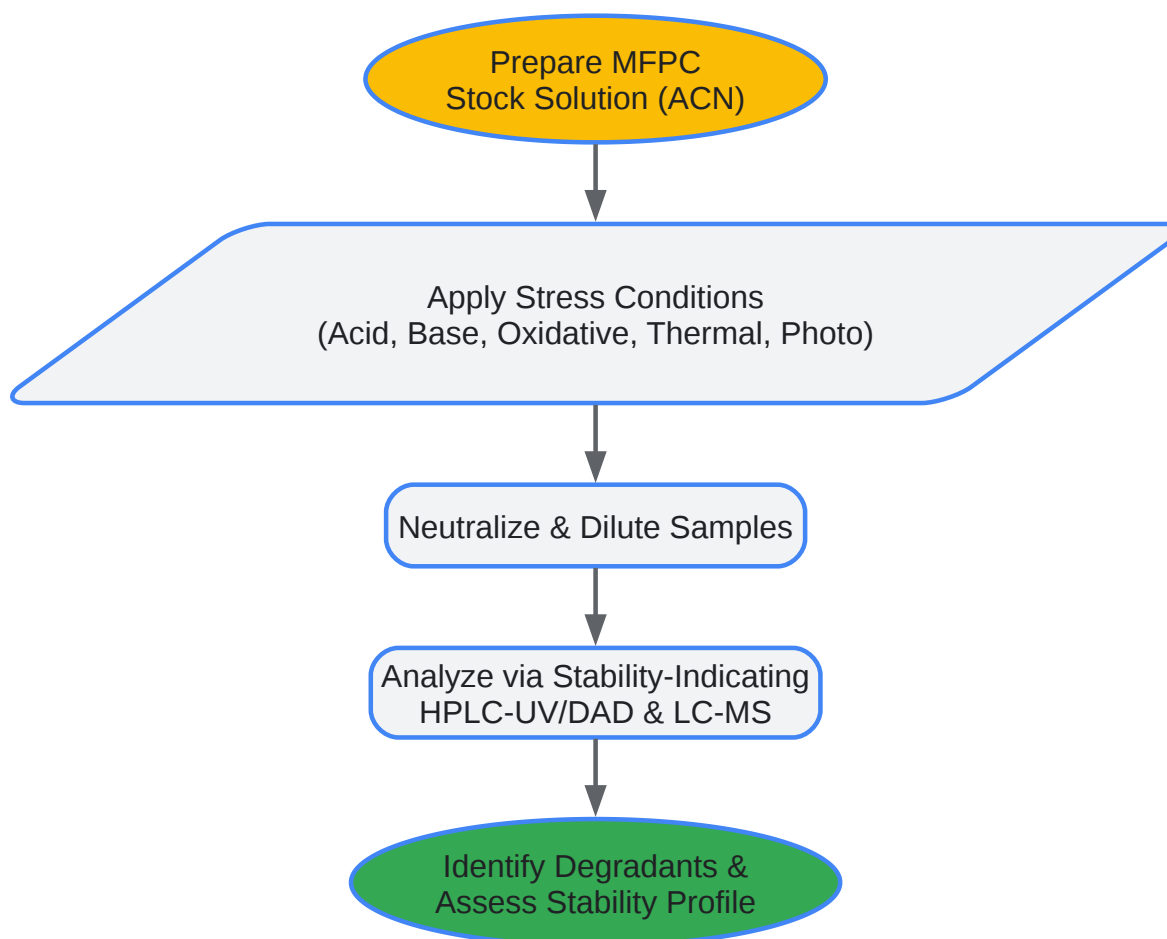 Prepare MFPC
Stock Solution (ACN)
Apply Stress Conditions
(Acid, Base, Oxidative, Thermal, Photo)
Neutralize & Dilute Samples
Analyze via Stability-Indicating
HPLC-UV/DAD & LC-MS
Identify Degradants &
Assess Stability Profile